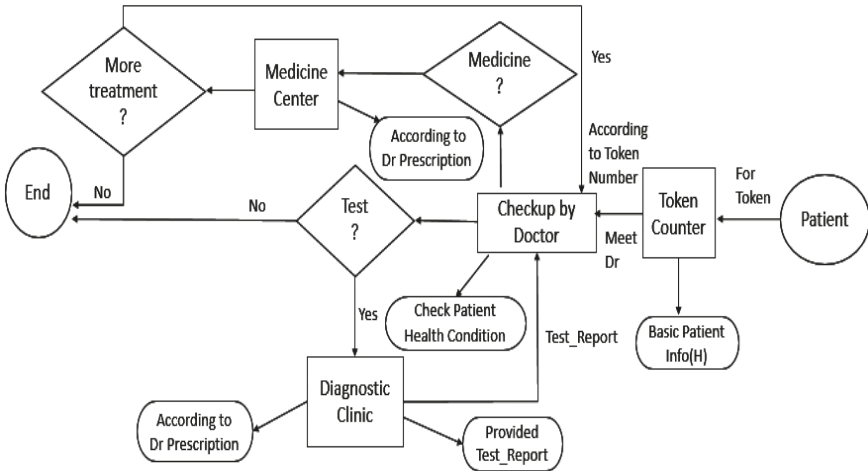 More
treatment
?
Medicine
Center
Medicine
?
Yes
According to
Dr Prescription
According
to Token
Number
For
Token
No
End
No
Test
?
Checkup by
Doctor
Token
Counter
Patient
Meet
Dr
Yes
Check Patient
Health Condition
Test_Report
Basic Patient
Info(H)
Diagnostic
Clinic
According to
Dr Prescription
Provided
Test_Report